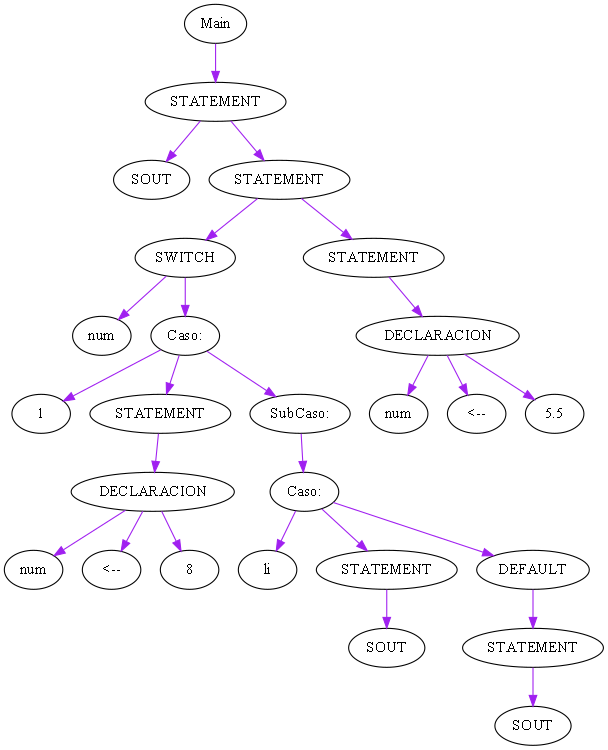 Main
STATEMENT
SOUT
STATEMENT
SWITCH
STATEMENT
num
Caso:
DECLARACION
1
STATEMENT
SubCaso:
num
<--
5.5
DECLARACION
Caso:
num
<--
8
li
STATEMENT
DEFAULT
SOUT
STATEMENT
SOUT